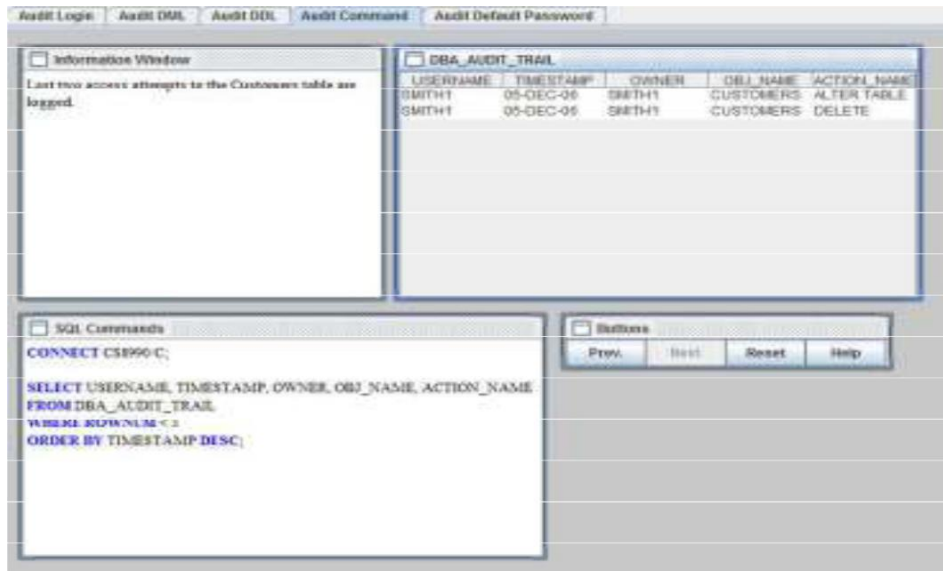 Audit Login Audit DML Audit DDL Audit Command Audit Default Password
Information Window
Last two access attempts to the Customers table are
logged.
DBA_AUDIT_TRAIL
USERNAME TIMESTAMP OWNER OBJ_NAME ACTION_NAME
SMITH1 05-DEC-06 SMITH1 CUSTOMERS ALTER TABLE
SMITH1 05-DEC-06 SMITH1 CUSTOMERS DELETE
SQL Commands
CONNECT
SELECT USERNAME, TIMESTAMP, OWNER, OBJ_NAME, ACTION_NAME
FROM DBA_AUDIT_TRAIL
WHERE ROWNUM <
ORDER BY TIMESTAMP DESC;
Buttons
Prev. Next Reset Help